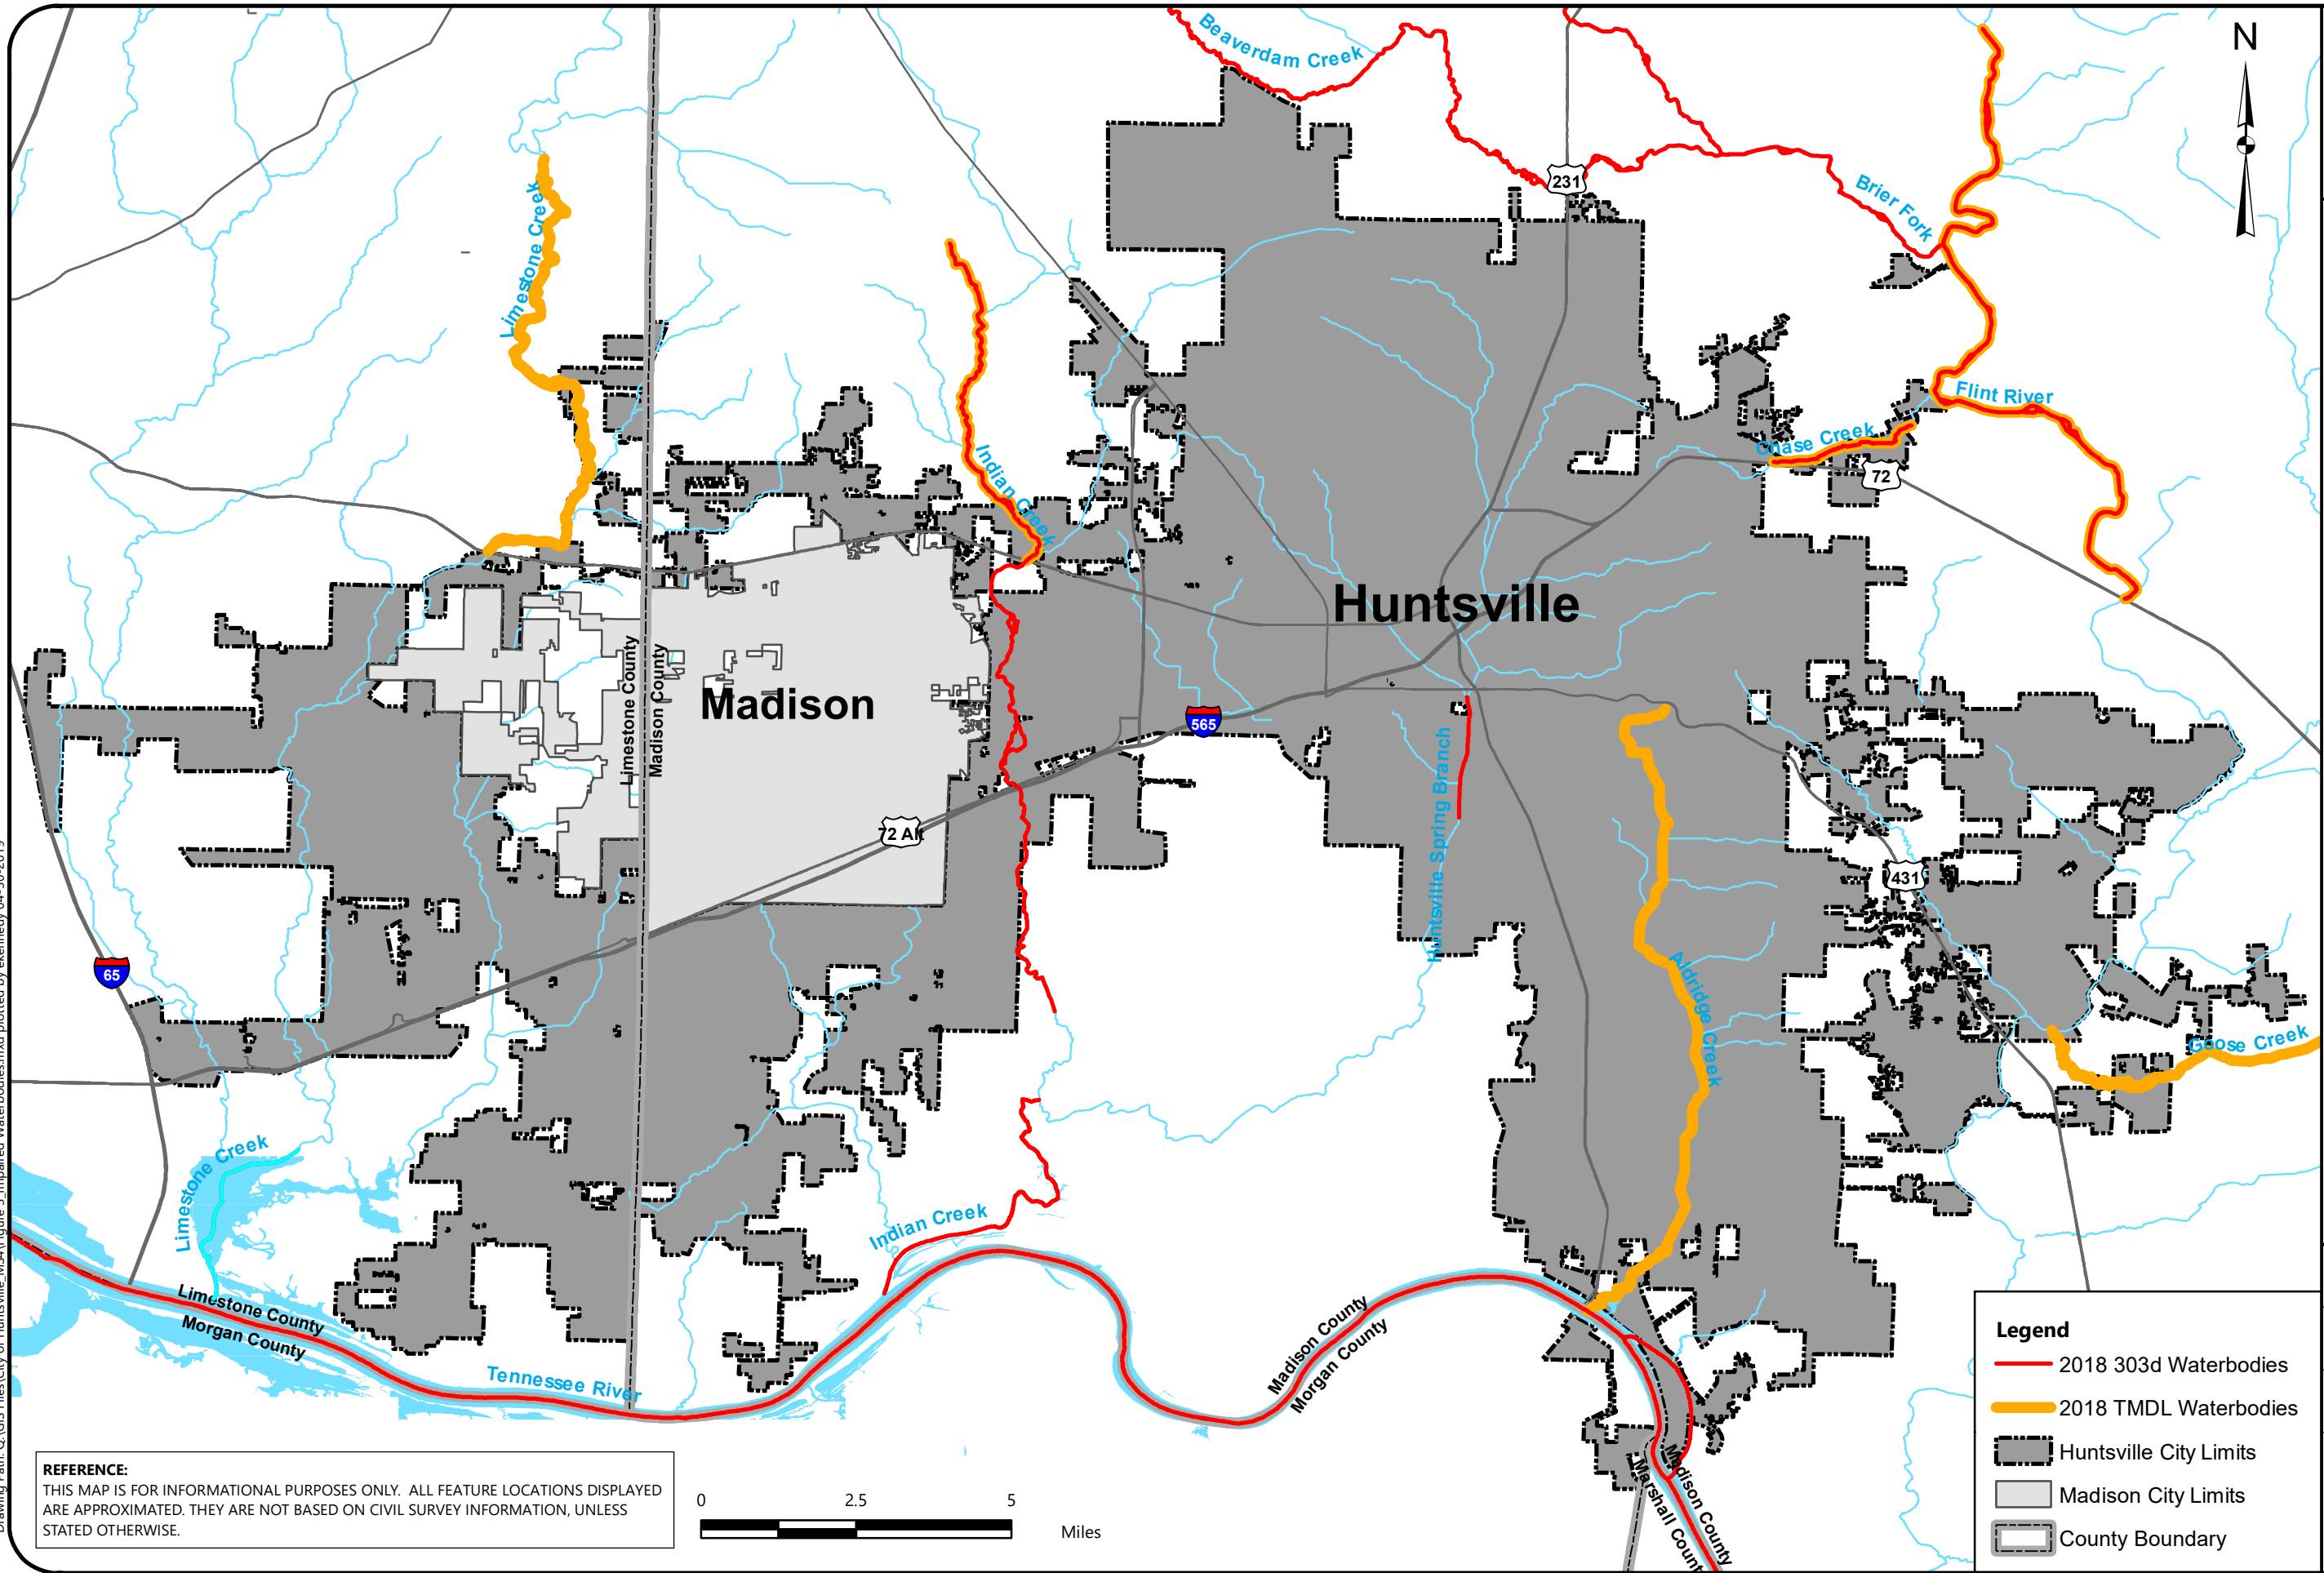 Beaverdam Creek
N
231
Brier Fork
Limestone Creek
Flint River
Chase Creek
72
Indian Creek
Huntsville
Limestone County
Madison County
Madison
565
Huntsville Spring Branch
72 Alt
431
65
Aldridge Creek
Goose Creek
Limestone Creek
Indian Creek
Limestone County
Morgan County
Tennessee River
Madison County
Morgan County
Madison County
Marshall County
Legend
2018 303d Waterbodies
2018 TMDL Waterbodies
Huntsville City Limits
Madison City Limits
County Boundary
REFERENCE:
THIS MAP IS FOR INFORMATIONAL PURPOSES ONLY. ALL FEATURE LOCATIONS DISPLAYED
ARE APPROXIMATED. THEY ARE NOT BASED ON CIVIL SURVEY INFORMATION, UNLESS
STATED OTHERWISE.
0 2.5 5
Miles